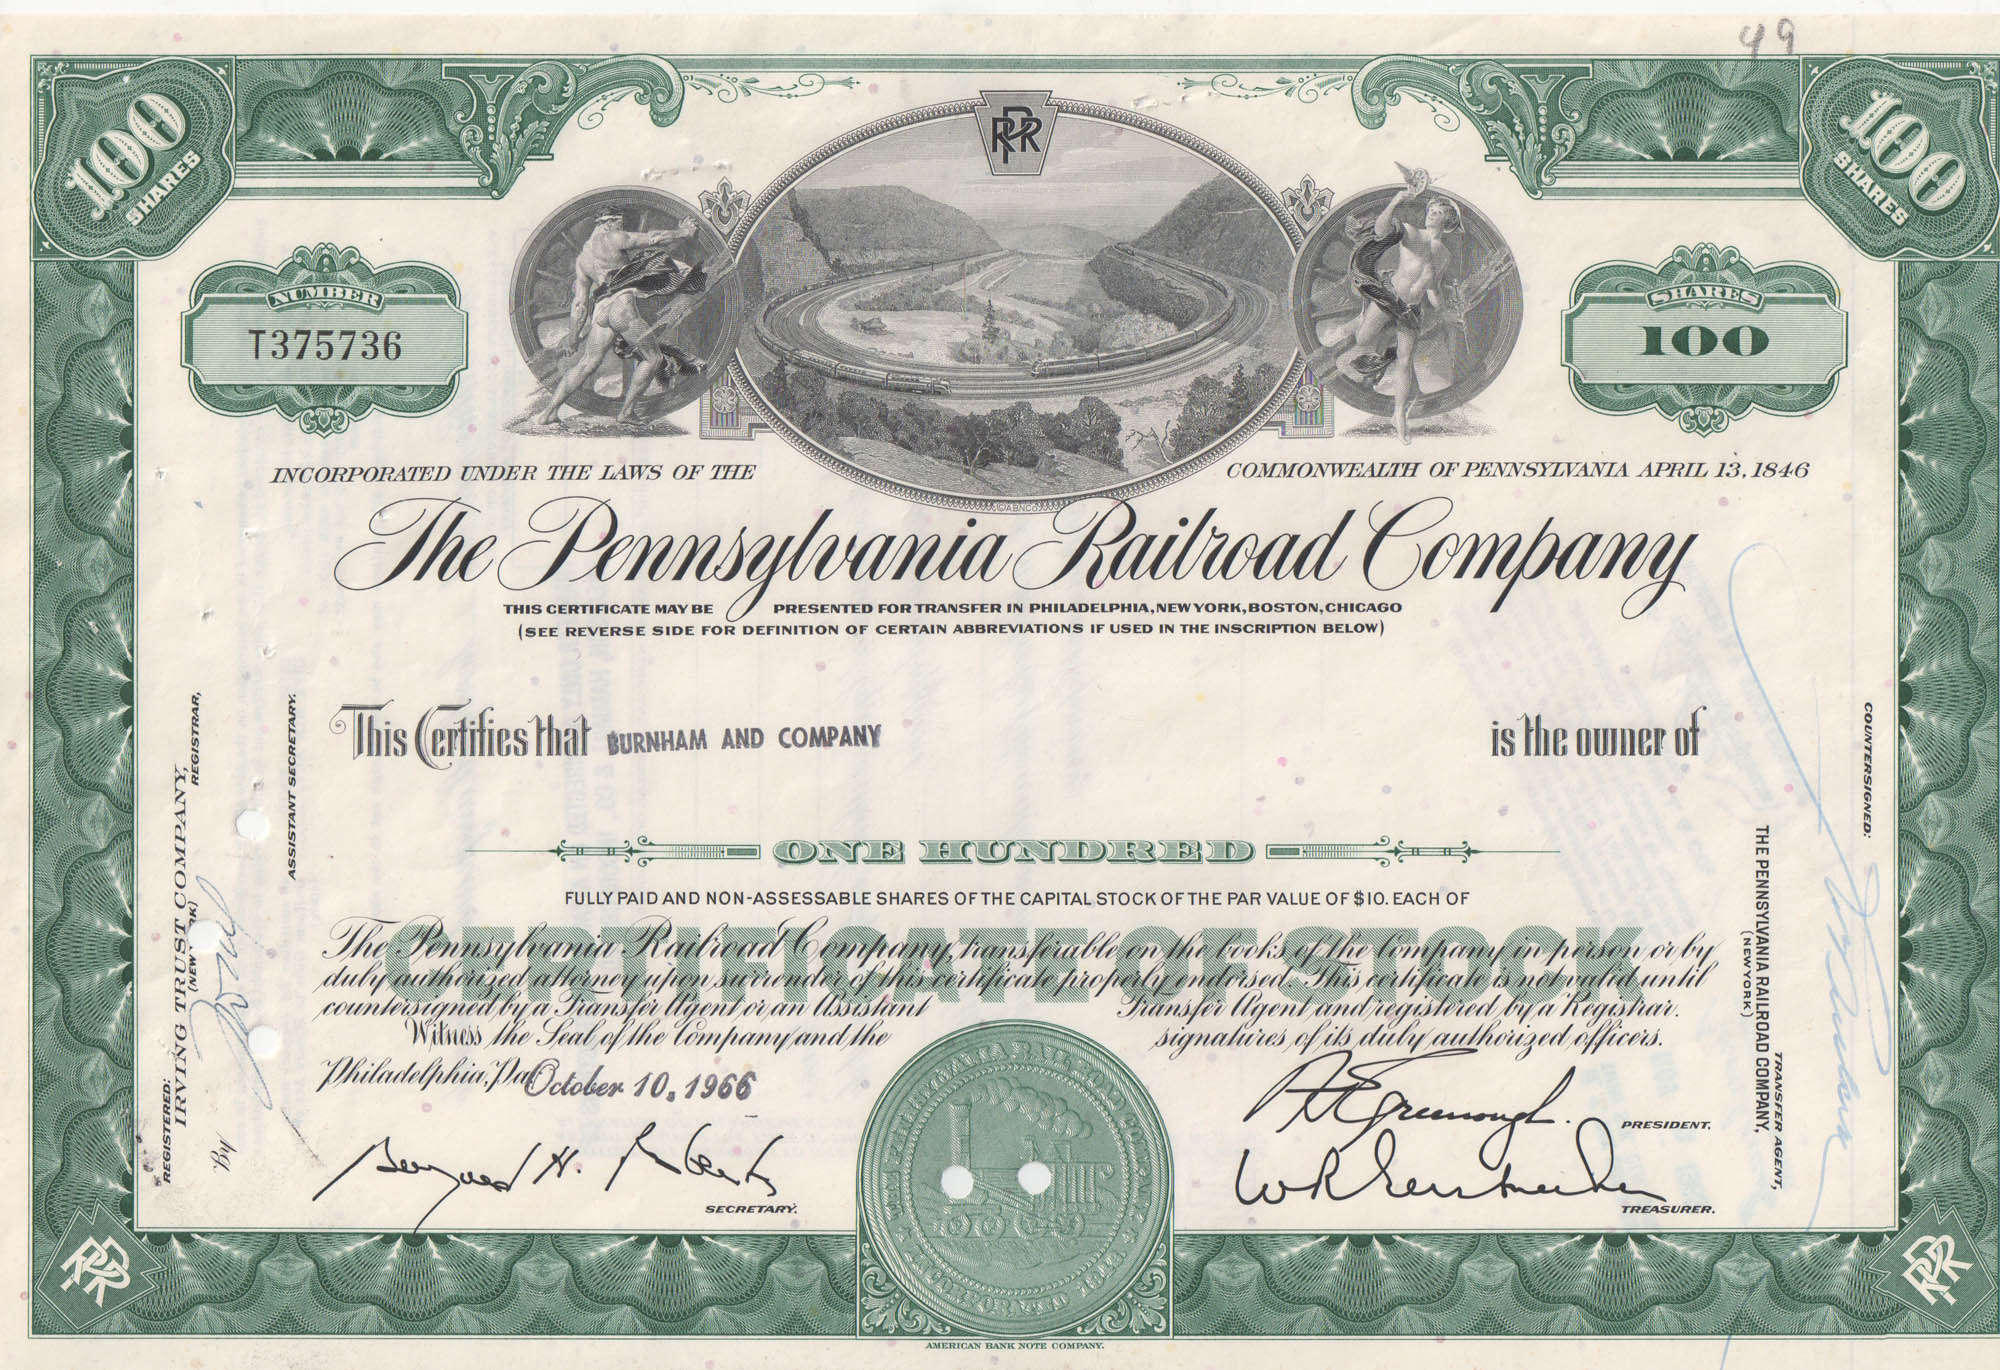 49
100
SHARES
100
SHARES
PRR
NUMBER
T375736
SHARES
100
©ABNCO
INCORPORATED UNDER THE LAWS OF THE COMMONWEALTH OF PENNSYLVANIA APRIL 13, 1846
The Pennsylvania Railroad Company
THIS CERTIFICATE MAY BE PRESENTED FOR TRANSFER IN PHILADELPHIA, NEW YORK, BOSTON, CHICAGO
(SEE REVERSE SIDE FOR DEFINITION OF CERTAIN ABBREVIATIONS IF USED IN THE INSCRIPTION BELOW)
This Certifies that BURNHAM AND COMPANY is the owner of
ONE HUNDRED
FULLY PAID AND NON-ASSESSABLE SHARES OF THE CAPITAL STOCK OF THE PAR VALUE OF $10. EACH OF
CERTIFICATE OF STOCK
The Pennsylvania Railroad Company, transferable on the books of the Company in person or by
duly authorized attorney upon surrender of this certificate properly endorsed. This certificate is not valid until
countersigned by a Transfer Agent or an Assistant Transfer Agent and registered by a Registrar.
Witness the Seal of the Company and the signatures of its duly authorized officers.
Philadelphia, Pa. October 10, 1966
SECRETARY.
PRESIDENT.
TREASURER.
REGISTERED:
IRVING TRUST COMPANY,
(NEW YORK)
REGISTRAR,
By
ASSISTANT SECRETARY.
COUNTERSIGNED:
THE PENNSYLVANIA RAILROAD COMPANY,
(NEW YORK)
TRANSFER AGENT,
THE PENNSYLVANIA RAILROAD COMPANY
INCORPORATED 1846
PRR
PRR
AMERICAN BANK NOTE COMPANY.